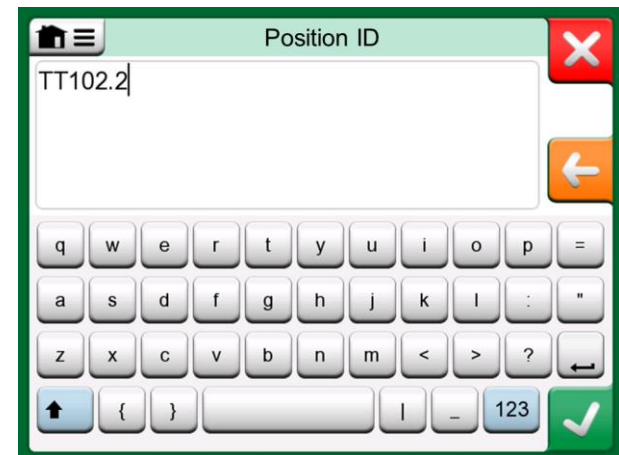 Position ID
TT102.2
q w e r t y u i o p =
a s d f g h j k l : "
z x c v b n m < > ?
{ } | _ 123